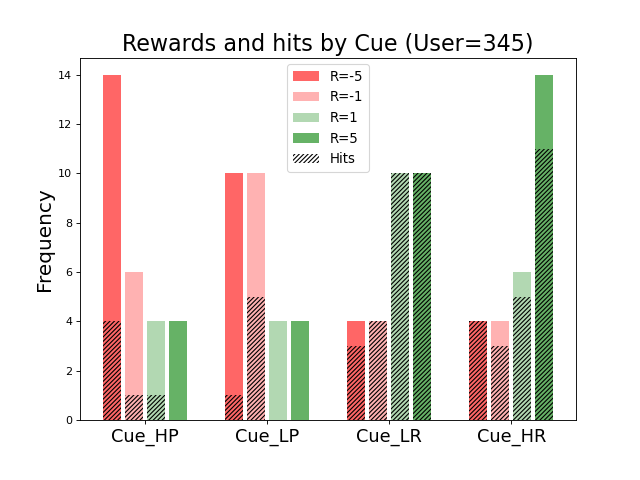 Rewards and hits by Cue (User=345)
R=-5
R=-1
R=1
R=5
Hits
Frequency
14
12
10
8
6
4
2
0
Cue_HP
Cue_LP
Cue_LR
Cue_HR